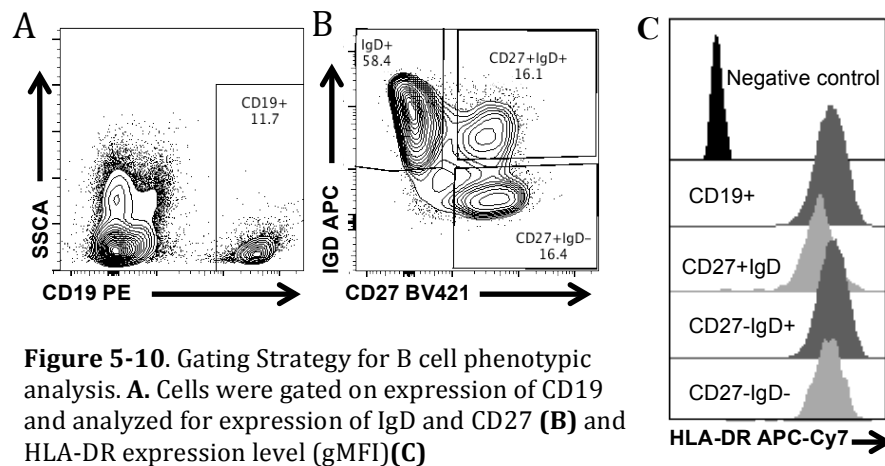 A
CD19+
11.7
SSCA
CD19 PE
B
IgD+
58.4
CD27+IgD+
16.1
CD27+IgD-
16.4
IGD APC
CD27 BV421
C
Negative control
CD19+
CD27+IgD
CD27-IgD+
CD27-IgD-
HLA-DR APC-Cy7
Figure 5-10. Gating Strategy for B cell phenotypic
analysis. A. Cells were gated on expression of CD19
and analyzed for expression of IgD and CD27 (B) and
HLA-DR expression level (gMFI)(C)